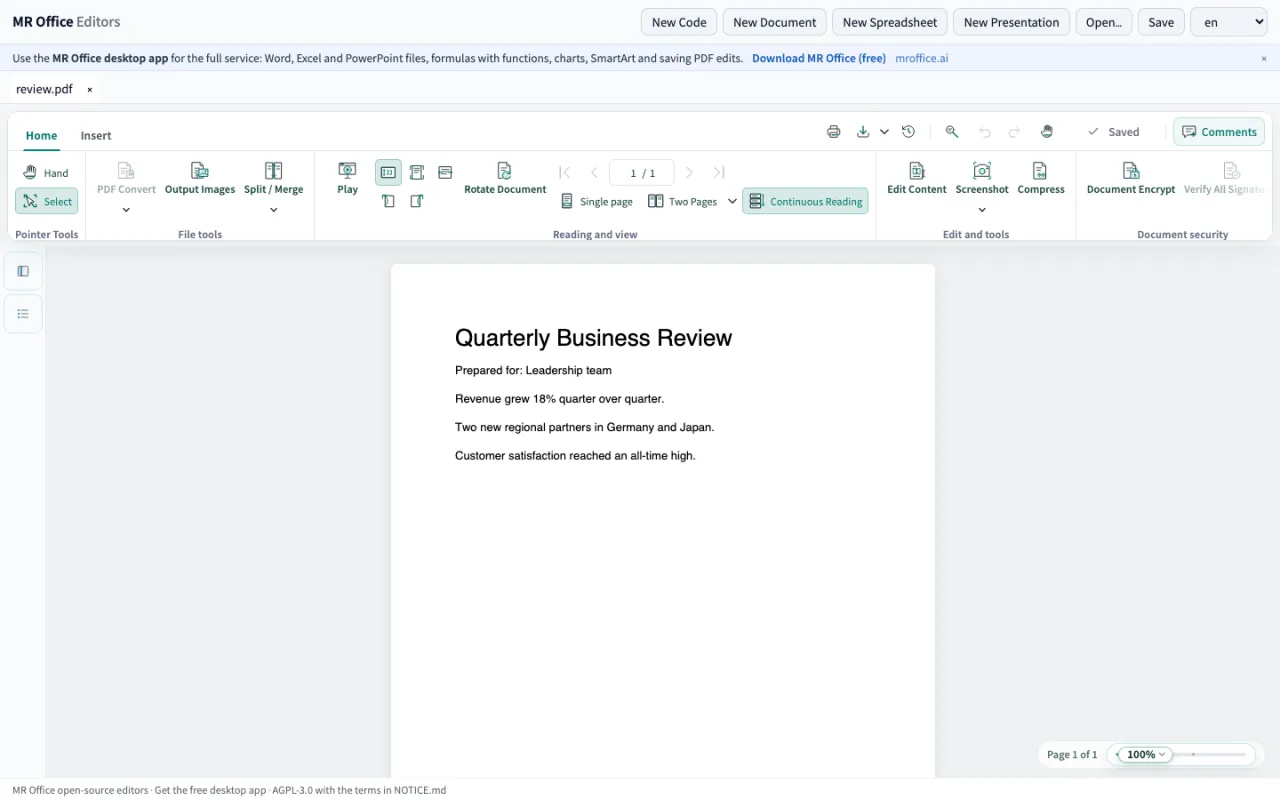 MR Office Editors
New Code
New Document
New Spreadsheet
New Presentation
Open...
Save
en
Use the MR Office desktop app for the full service: Word, Excel and PowerPoint files, formulas with functions, charts, SmartArt and saving PDF edits. Download MR Office (free) mroffice.ai ×
review.pdf ×
Home Insert
Saved
Comments
Hand
Select
Pointer Tools
PDF Convert
Output Images
Split / Merge
File tools
Play
Rotate Document
1 / 1
Single page
Two Pages
Continuous Reading
Reading and view
Edit Content
Screenshot
Compress
Edit and tools
Document Encrypt
Verify All Signatu
Document security
Quarterly Business Review
Prepared for: Leadership team
Revenue grew 18% quarter over quarter.
Two new regional partners in Germany and Japan.
Customer satisfaction reached an all-time high.
Page 1 of 1
100%
MR Office open-source editors · Get the free desktop app · AGPL-3.0 with the terms in NOTICE.md